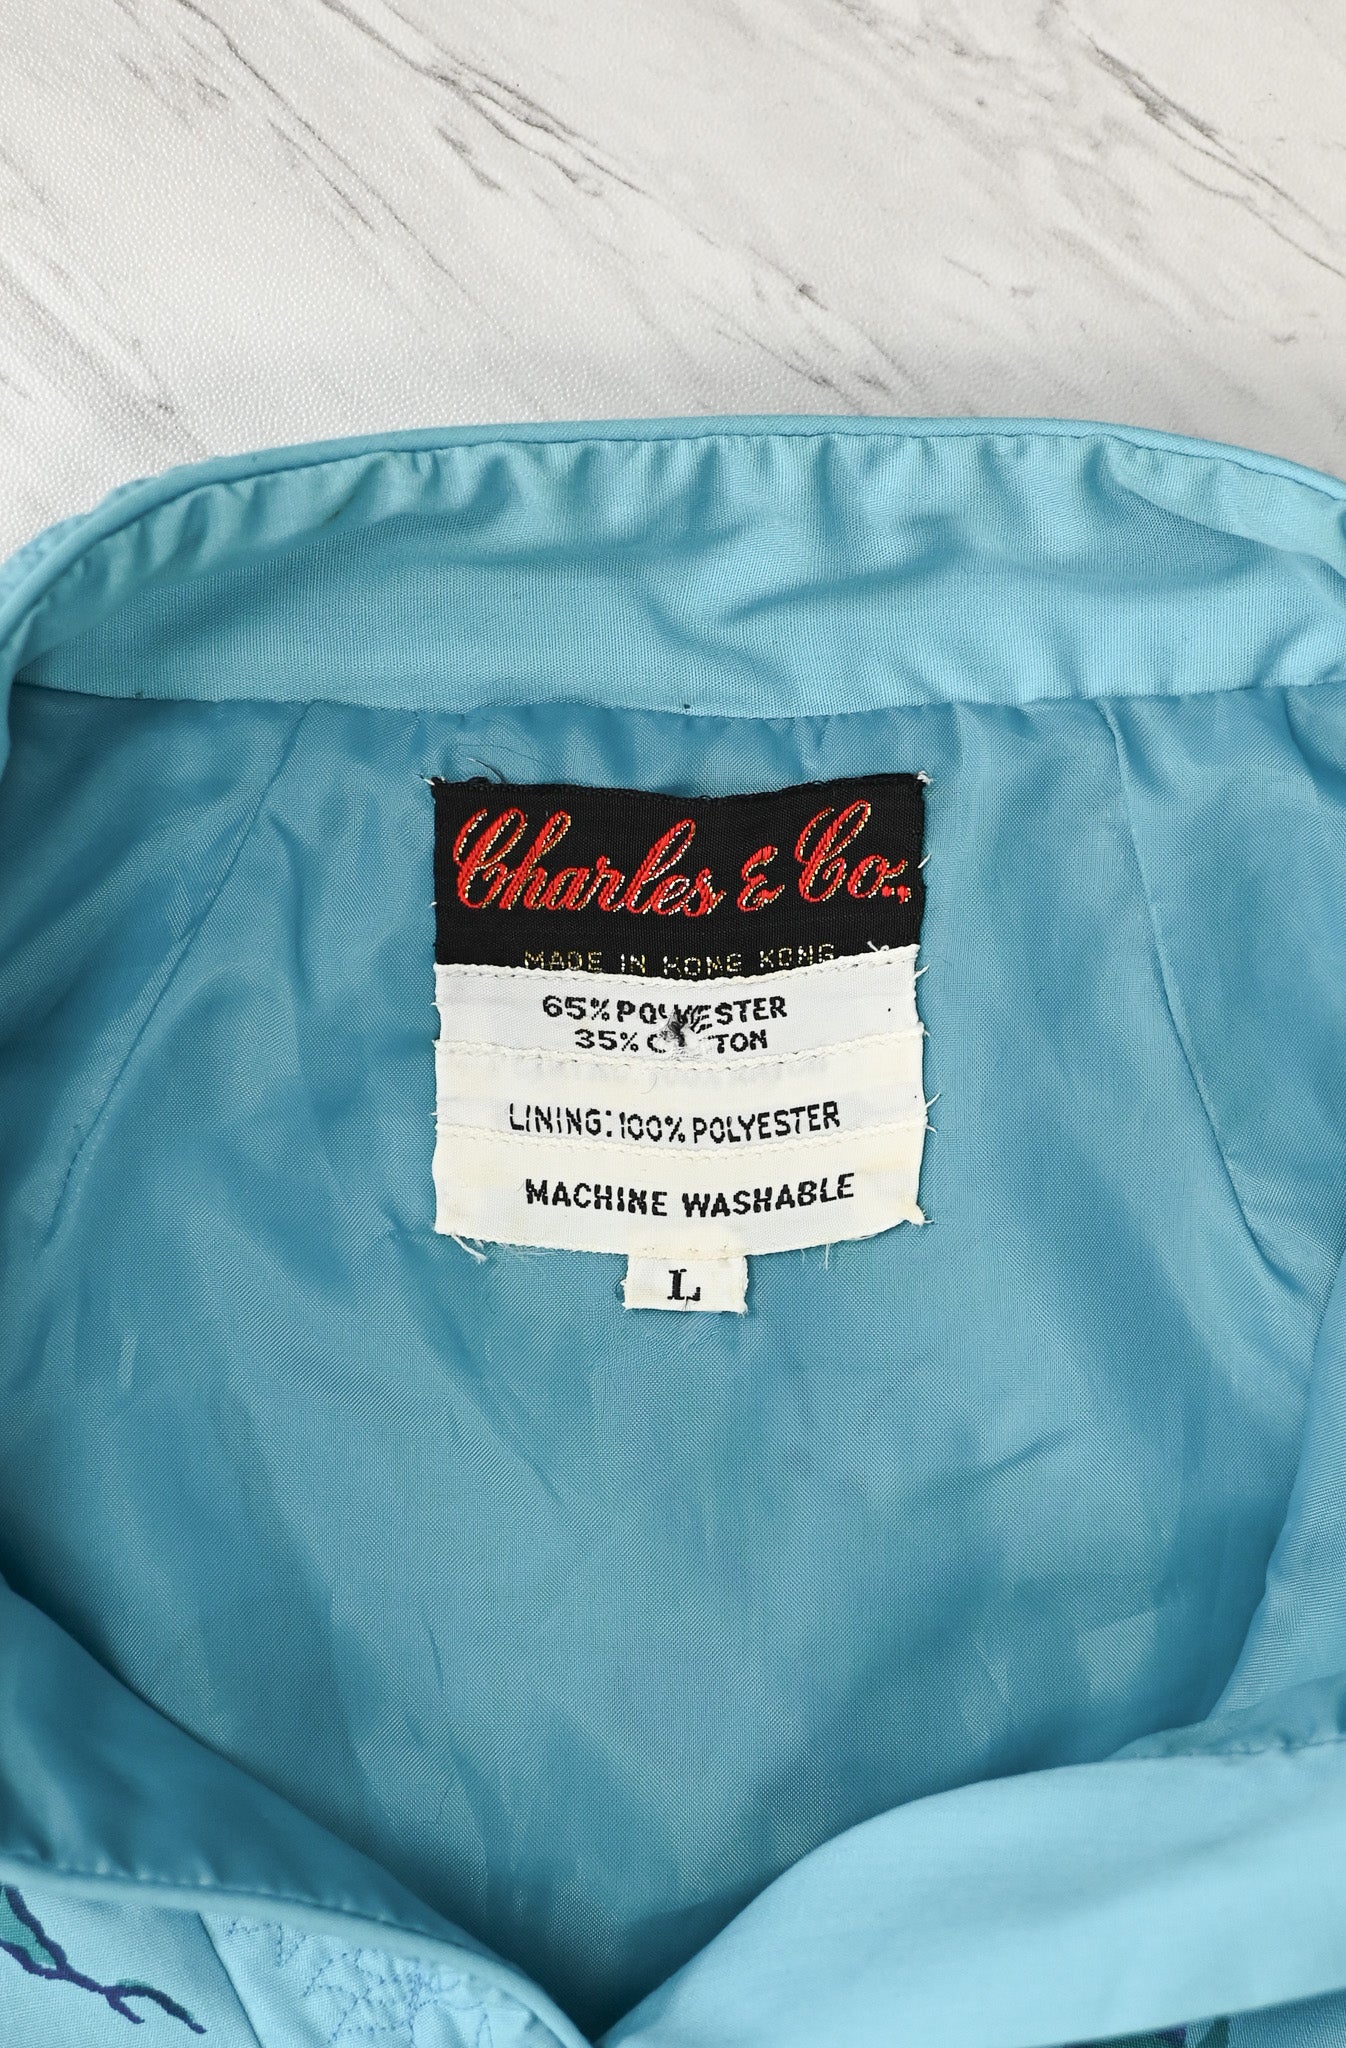 Charles & Co.,
MADE IN HONG KONG
65% POLYESTER
35% COTTON
LINING: 100% POLYESTER
MACHINE WASHABLE
L